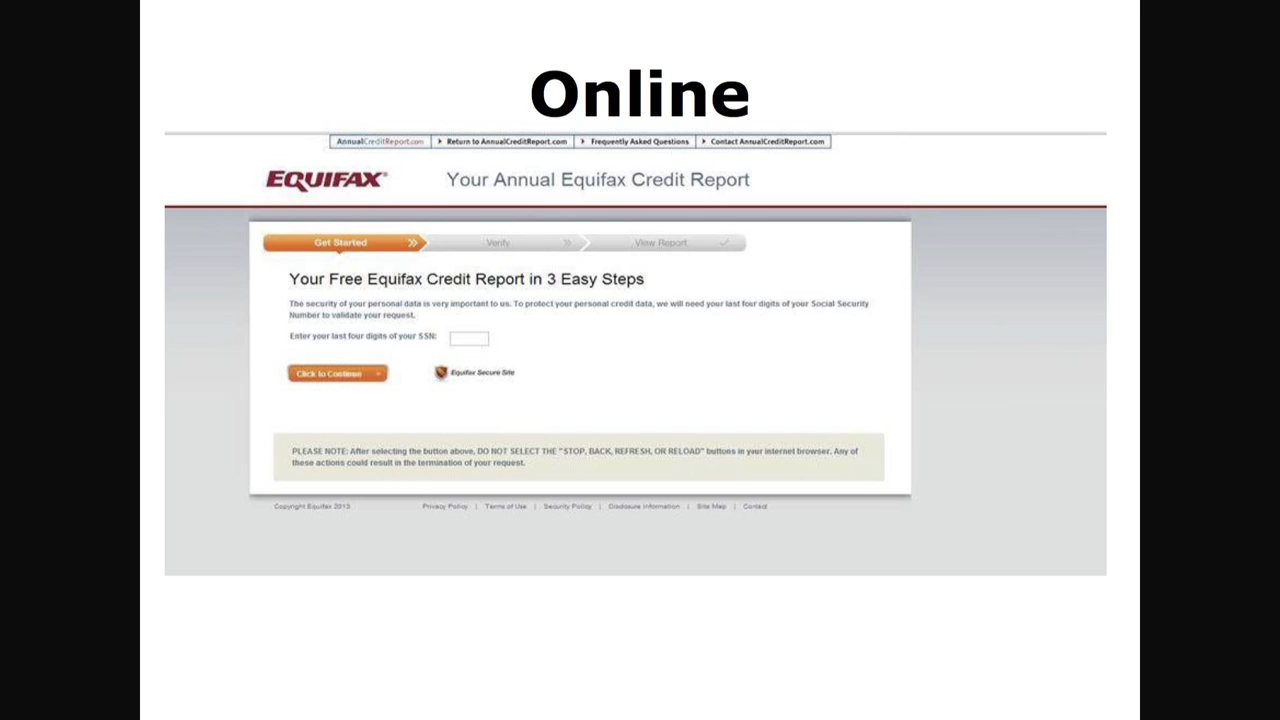 Online
AnnualCreditReport.com Return to AnnualCreditReport.com Frequently Asked Questions Contact AnnualCreditReport.com
EQUIFAX® Your Annual Equifax Credit Report
Get Started Verify View Report
Your Free Equifax Credit Report in 3 Easy Steps
The security of your personal data is very important to us. To protect your personal credit data, we will need your last four digits of your Social Security
Number to validate your request.
Enter your last four digits of your SSN:
Click to Continue Equifax Secure Site
PLEASE NOTE: After selecting the button above, DO NOT SELECT THE "STOP, BACK, REFRESH, OR RELOAD" buttons in your internet browser. Any of
these actions could result in the termination of your request.
Copyright Equifax 2013 Privacy Policy | Terms of Use | Security Policy | Disclosure Information | Site Map | Contact